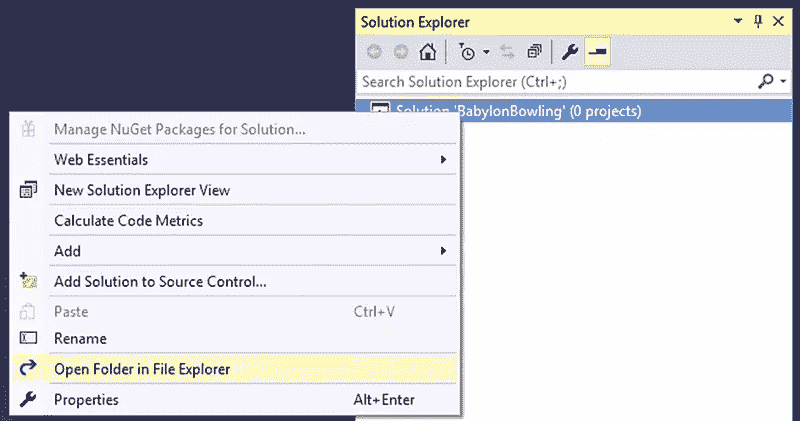 Solution Explorer
Search Solution Explorer (Ctrl+;)
Solution 'BabylonBowling' (0 projects)
Manage NuGet Packages for Solution...
Web Essentials
New Solution Explorer View
Calculate Code Metrics
Add
Add Solution to Source Control...
Paste Ctrl+V
Rename
Open Folder in File Explorer
Properties Alt+Enter